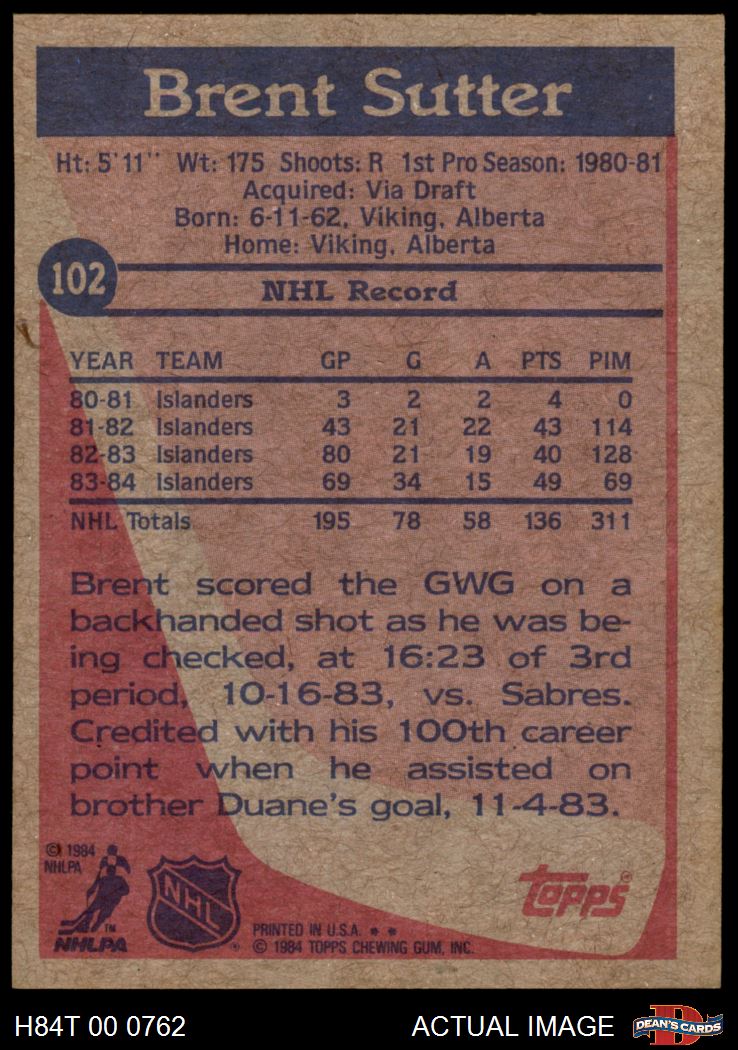 Brent Sutter
Ht: 5'11'' Wt: 175 Shoots: R 1st Pro Season: 1980-81
Acquired: Via Draft
Born: 6-11-62, Viking, Alberta
Home: Viking, Alberta
102
NHL Record
YEAR TEAM GP G A PTS PIM
80-81 Islanders 3 2 2 4 0
81-82 Islanders 43 21 22 43 114
82-83 Islanders 80 21 19 40 128
83-84 Islanders 69 34 15 49 69
NHL Totals 195 78 58 136 311
Brent scored the GWG on a
backhanded shot as he was be-
ing checked, at 16:23 of 3rd
period, 10-16-83, vs. Sabres.
Credited with his 100th career
point when he assisted on
brother Duane's goal, 11-4-83.
© 1984
NHLPA
TM
NHLPA
NHL
®
Topps®
PRINTED IN U.S.A. * *
© 1984 TOPPS CHEWING GUM, INC.
H84T 00 0762
ACTUAL IMAGE
D
DEAN'S CARDS